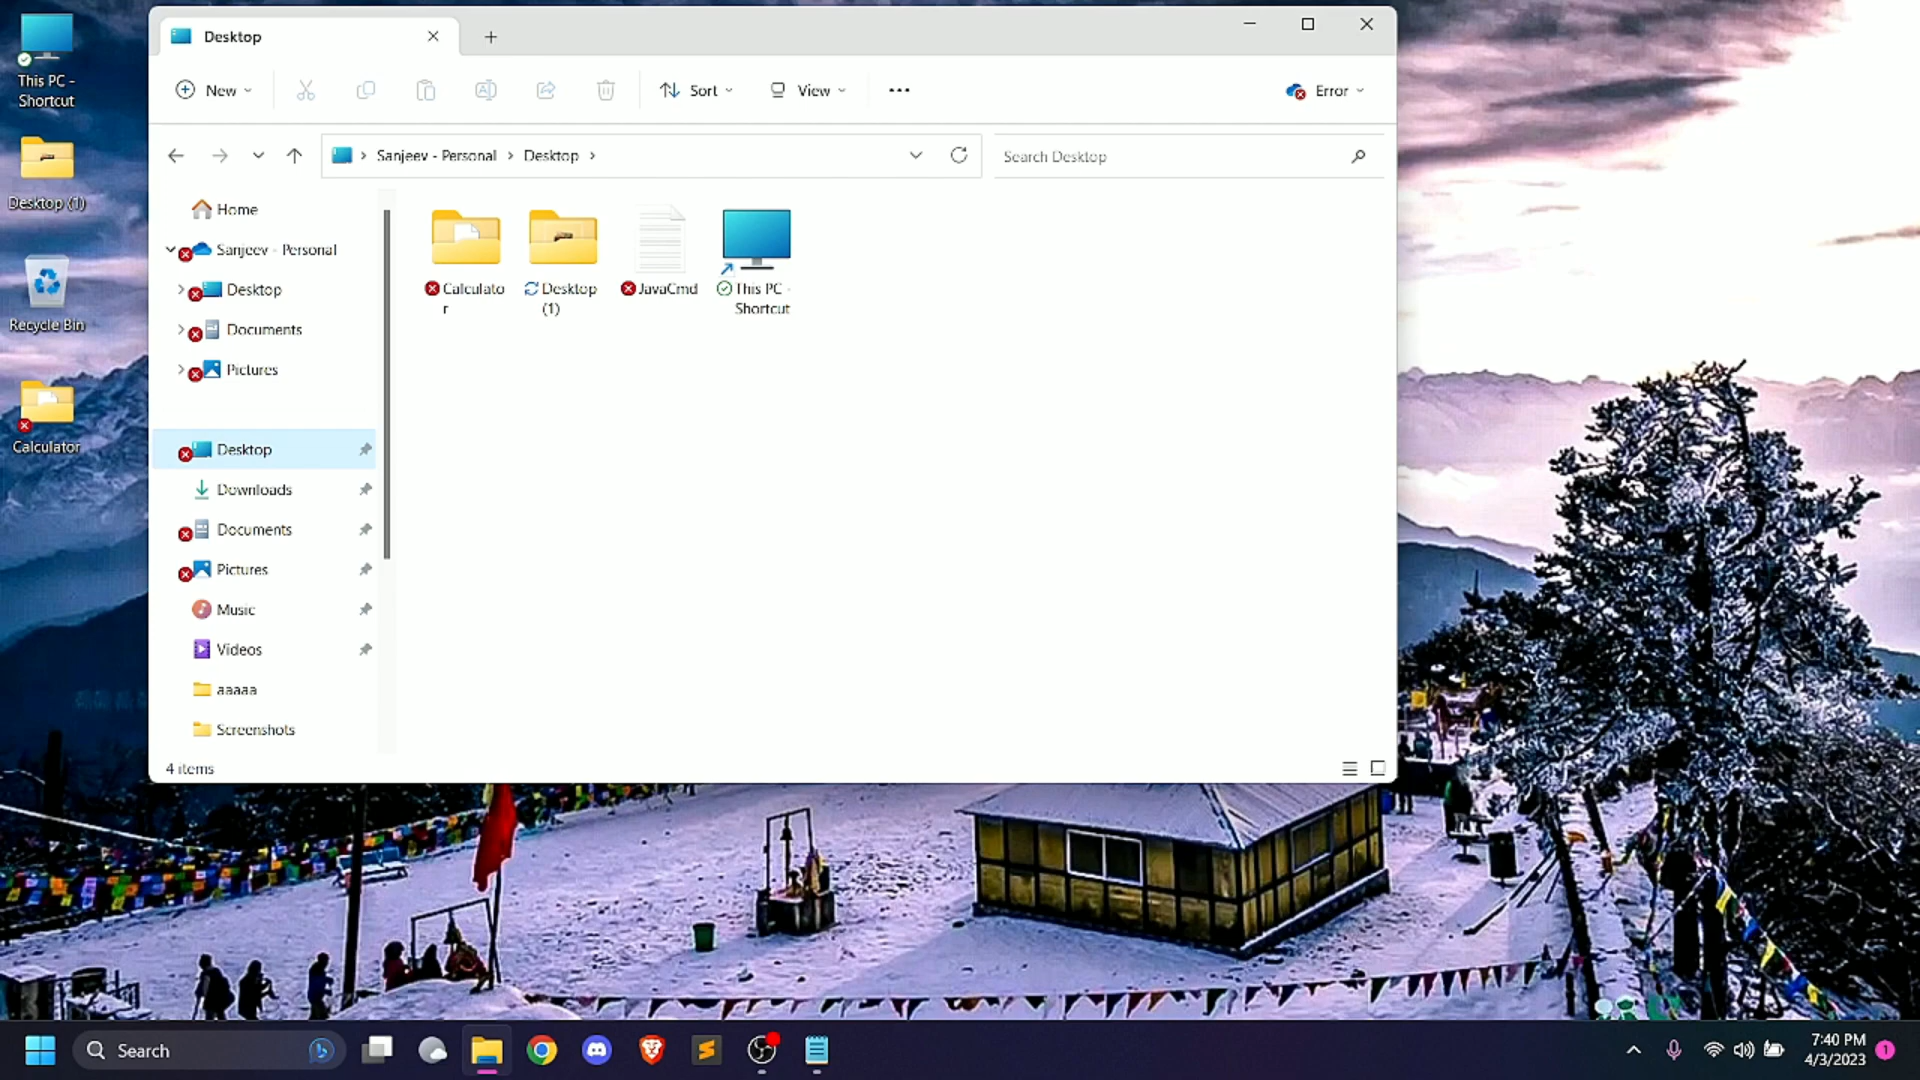 This PC -
Shortcut
Desktop (1)
Recycle Bin
Calculator
Desktop
New
Sort
View
Error
Sanjeev - Personal
Desktop
Search Desktop
Home
Sanjeev - Personal
Desktop
Documents
Pictures
Desktop
Downloads
Documents
Pictures
Music
Videos
aaaaa
Screenshots
Calculato
r
Desktop
(1)
JavaCmd
This PC -
Shortcut
4 items
Search
7:40 PM
4/3/2023
1